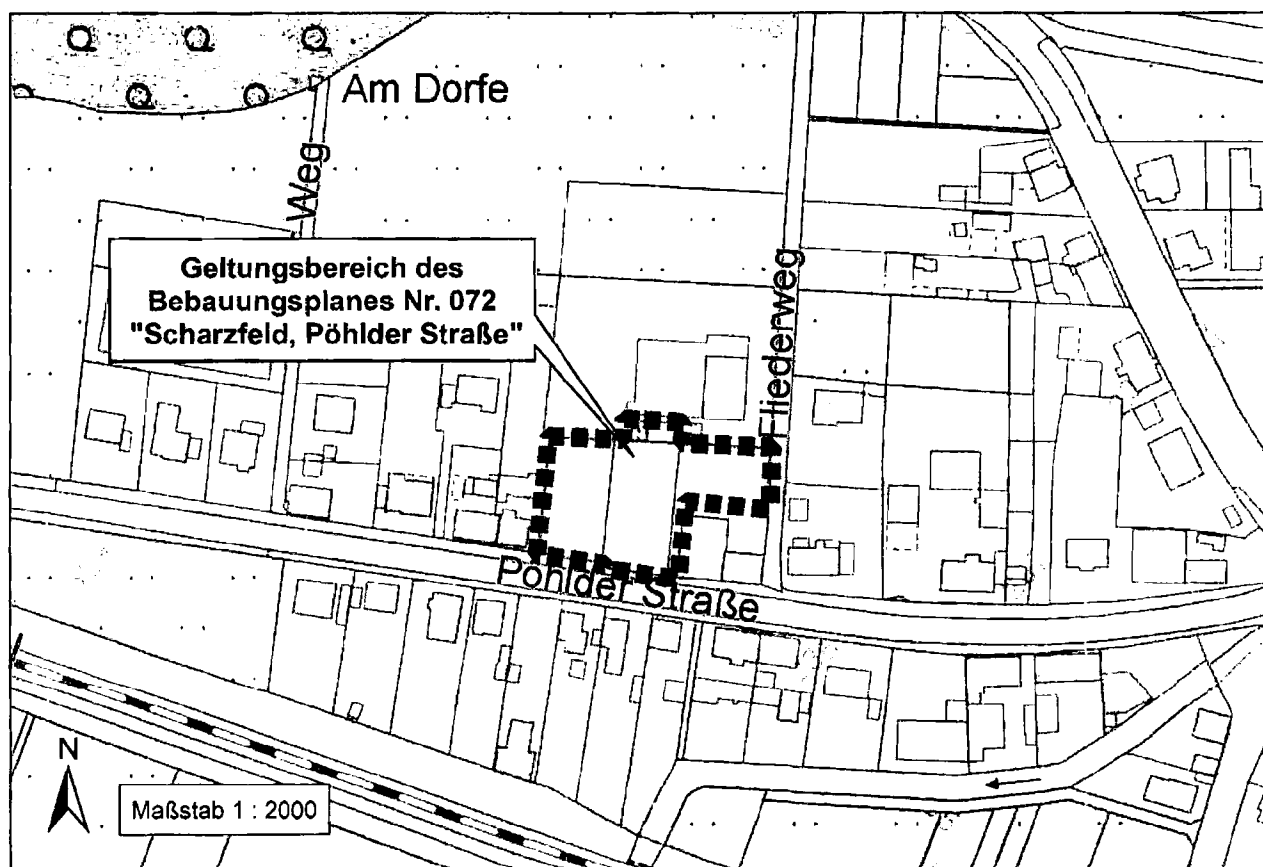 Am Dorfe
Weg
Geltungsbereich des
Bebauungsplanes Nr. 072
"Scharzfeld, Pöhlder Straße"
Fliederweg
Pöhlder Straße
N
Maßstab 1 : 2000